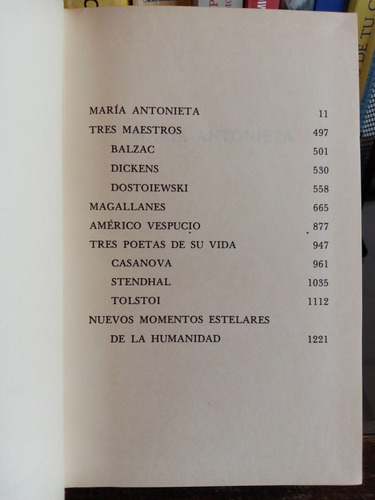 MARÍA ANTONIETA 11
TRES MAESTROS 497
BALZAC 501
DICKENS 530
DOSTOIEWSKI 558
MAGALLANES 665
AMÉRICO VESPUCIO 877
TRES POETAS DE SU VIDA 947
CASANOVA 961
STENDHAL 1035
TOLSTOI 1112
NUEVOS MOMENTOS ESTELARES
DE LA HUMANIDAD 1221